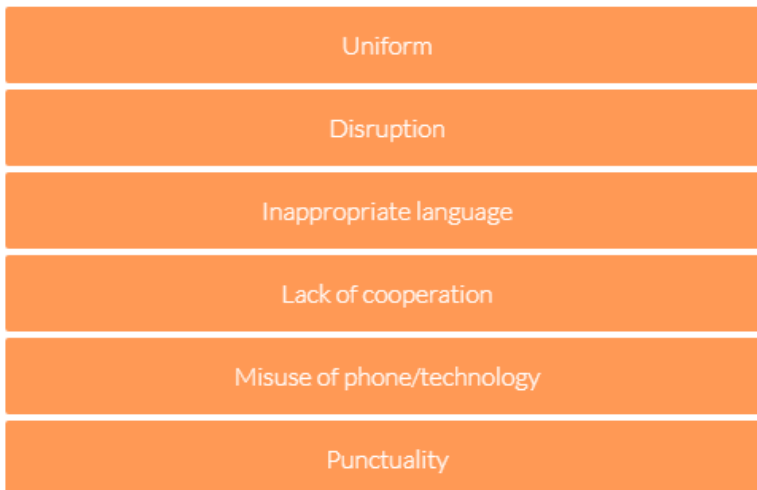 Uniform
Disruption
Inappropriate language
Lack of cooperation
Misuse of phone/technology
Punctuality